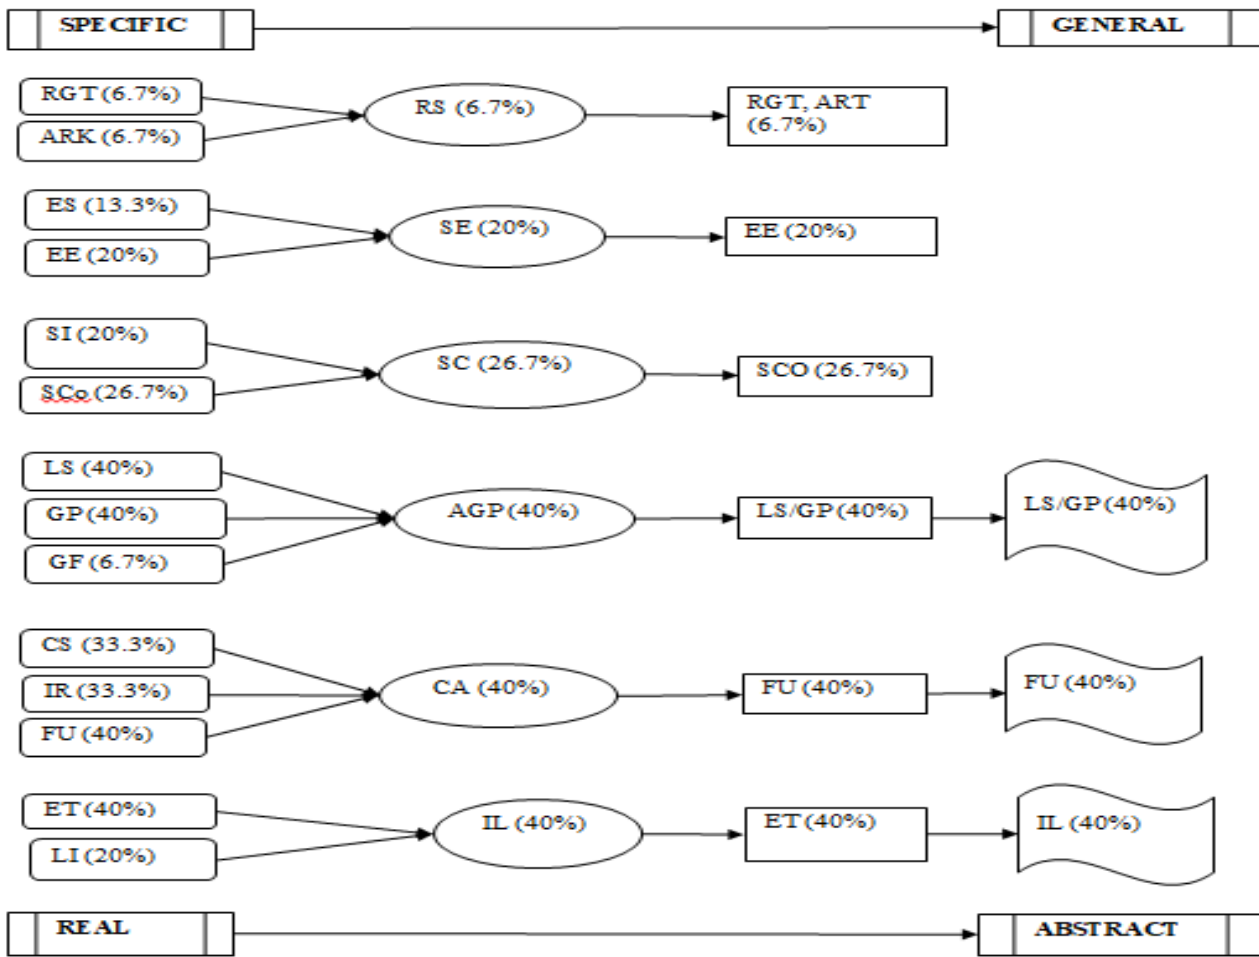 SPECIFIC
GENERAL
RGT (6.7%)
ARK (6.7%)
RS (6.7%)
RGT, ART
(6.7%)
ES (13.3%)
EE (20%)
SE (20%)
EE (20%)
SI (20%)
SCo (26.7%)
SC (26.7%)
SCO (26.7%)
LS (40%)
GP (40%)
GF (6.7%)
AGP (40%)
LS/GP (40%)
LS/GP (40%)
CS (33.3%)
IR (33.3%)
FU (40%)
CA (40%)
FU (40%)
FU (40%)
ET (40%)
LI (20%)
IL (40%)
ET (40%)
IL (40%)
REAL
ABSTRACT